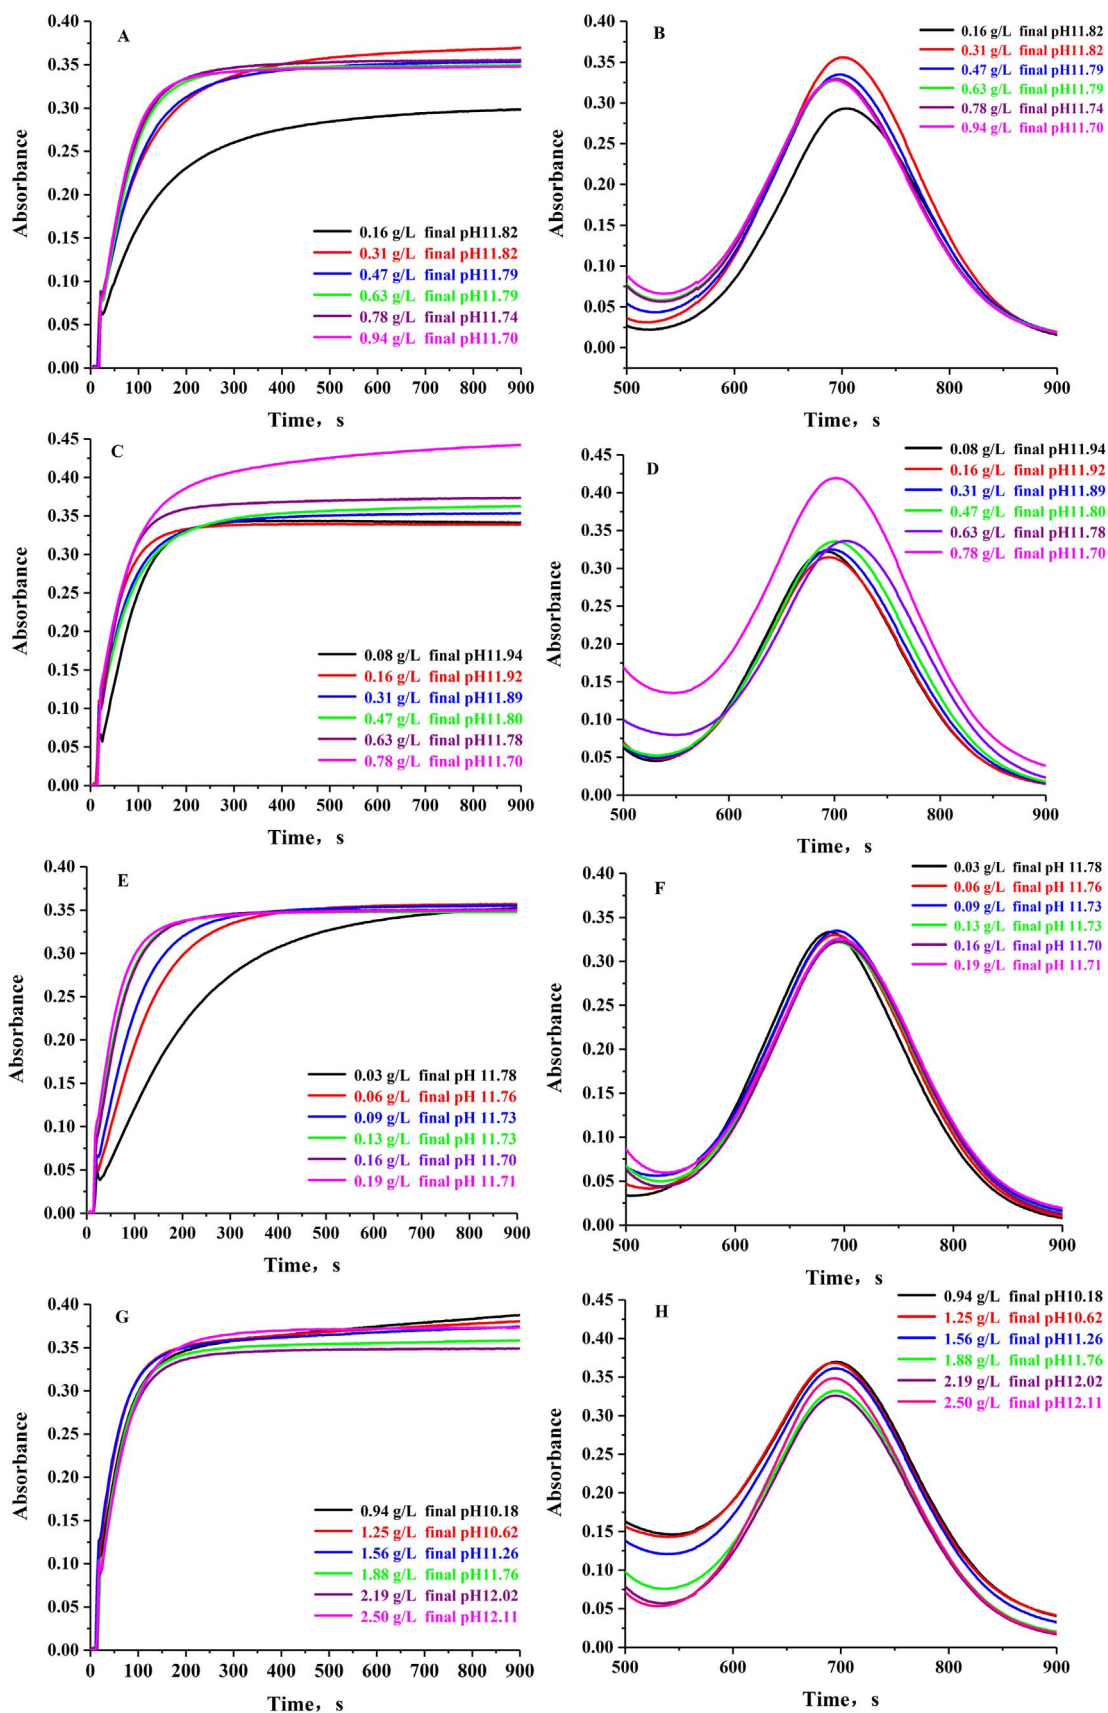 A
Absorbance
0.40
0.35
0.30
0.25
0.20
0.15
0.10
0.05
0.00
0.16 g/L final pH11.82
0.31 g/L final pH11.82
0.47 g/L final pH11.79
0.63 g/L final pH11.79
0.78 g/L final pH11.74
0.94 g/L final pH11.70
0 100 200 300 400 500 600 700 800 900
Time, s
B
Absorbance
0.40
0.35
0.30
0.25
0.20
0.15
0.10
0.05
0.00
0.16 g/L final pH11.82
0.31 g/L final pH11.82
0.47 g/L final pH11.79
0.63 g/L final pH11.79
0.78 g/L final pH11.74
0.94 g/L final pH11.70
500 600 700 800 900
Time, s
C
Absorbance
0.45
0.40
0.35
0.30
0.25
0.20
0.15
0.10
0.05
0.00
0.08 g/L final pH11.94
0.16 g/L final pH11.92
0.31 g/L final pH11.89
0.47 g/L final pH11.80
0.63 g/L final pH11.78
0.78 g/L final pH11.70
0 100 200 300 400 500 600 700 800 900
Time, s
D
Absorbance
0.45
0.40
0.35
0.30
0.25
0.20
0.15
0.10
0.05
0.00
0.08 g/L final pH11.94
0.16 g/L final pH11.92
0.31 g/L final pH11.89
0.47 g/L final pH11.80
0.63 g/L final pH11.78
0.78 g/L final pH11.70
500 600 700 800 900
Time, s
E
Absorbance
0.40
0.35
0.30
0.25
0.20
0.15
0.10
0.05
0.00
0.03 g/L final pH 11.78
0.06 g/L final pH 11.76
0.09 g/L final pH 11.73
0.13 g/L final pH 11.73
0.16 g/L final pH 11.70
0.19 g/L final pH 11.71
0 100 200 300 400 500 600 700 800 900
Time, s
F
Absorbance
0.40
0.35
0.30
0.25
0.20
0.15
0.10
0.05
0.00
0.03 g/L final pH 11.78
0.06 g/L final pH 11.76
0.09 g/L final pH 11.73
0.13 g/L final pH 11.73
0.16 g/L final pH 11.70
0.19 g/L final pH 11.71
500 600 700 800 900
Time, s
G
Absorbance
0.40
0.35
0.30
0.25
0.20
0.15
0.10
0.05
0.00
0.94 g/L final pH10.18
1.25 g/L final pH10.62
1.56 g/L final pH11.26
1.88 g/L final pH11.76
2.19 g/L final pH12.02
2.50 g/L final pH12.11
0 100 200 300 400 500 600 700 800 900
Time, s
H
Absorbance
0.45
0.40
0.35
0.30
0.25
0.20
0.15
0.10
0.05
0.00
0.94 g/L final pH10.18
1.25 g/L final pH10.62
1.56 g/L final pH11.26
1.88 g/L final pH11.76
2.19 g/L final pH12.02
2.50 g/L final pH12.11
500 600 700 800 900
Time, s